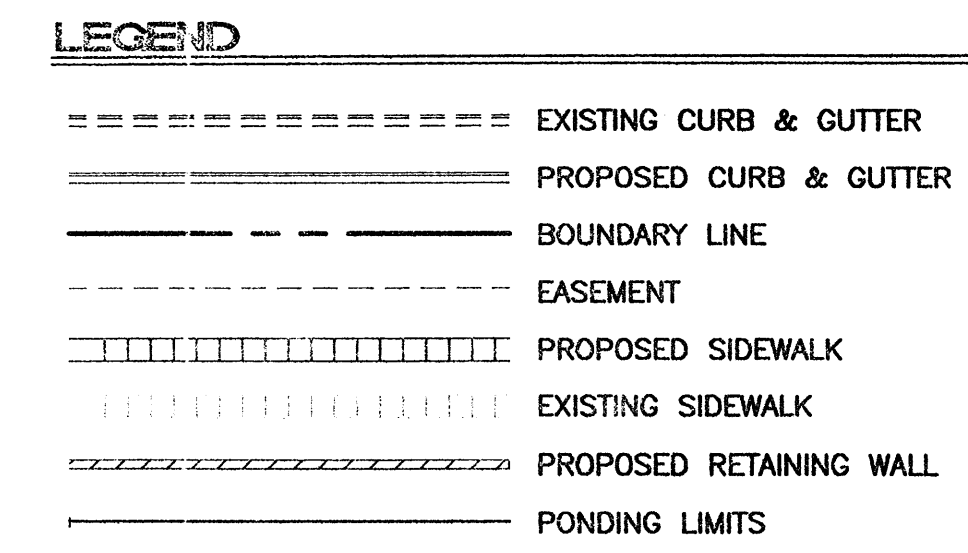 LEGEND
EXISTING CURB & GUTTER
PROPOSED CURB & GUTTER
BOUNDARY LINE
EASEMENT
PROPOSED SIDEWALK
EXISTING SIDEWALK
PROPOSED RETAINING WALL
PONDING LIMITS